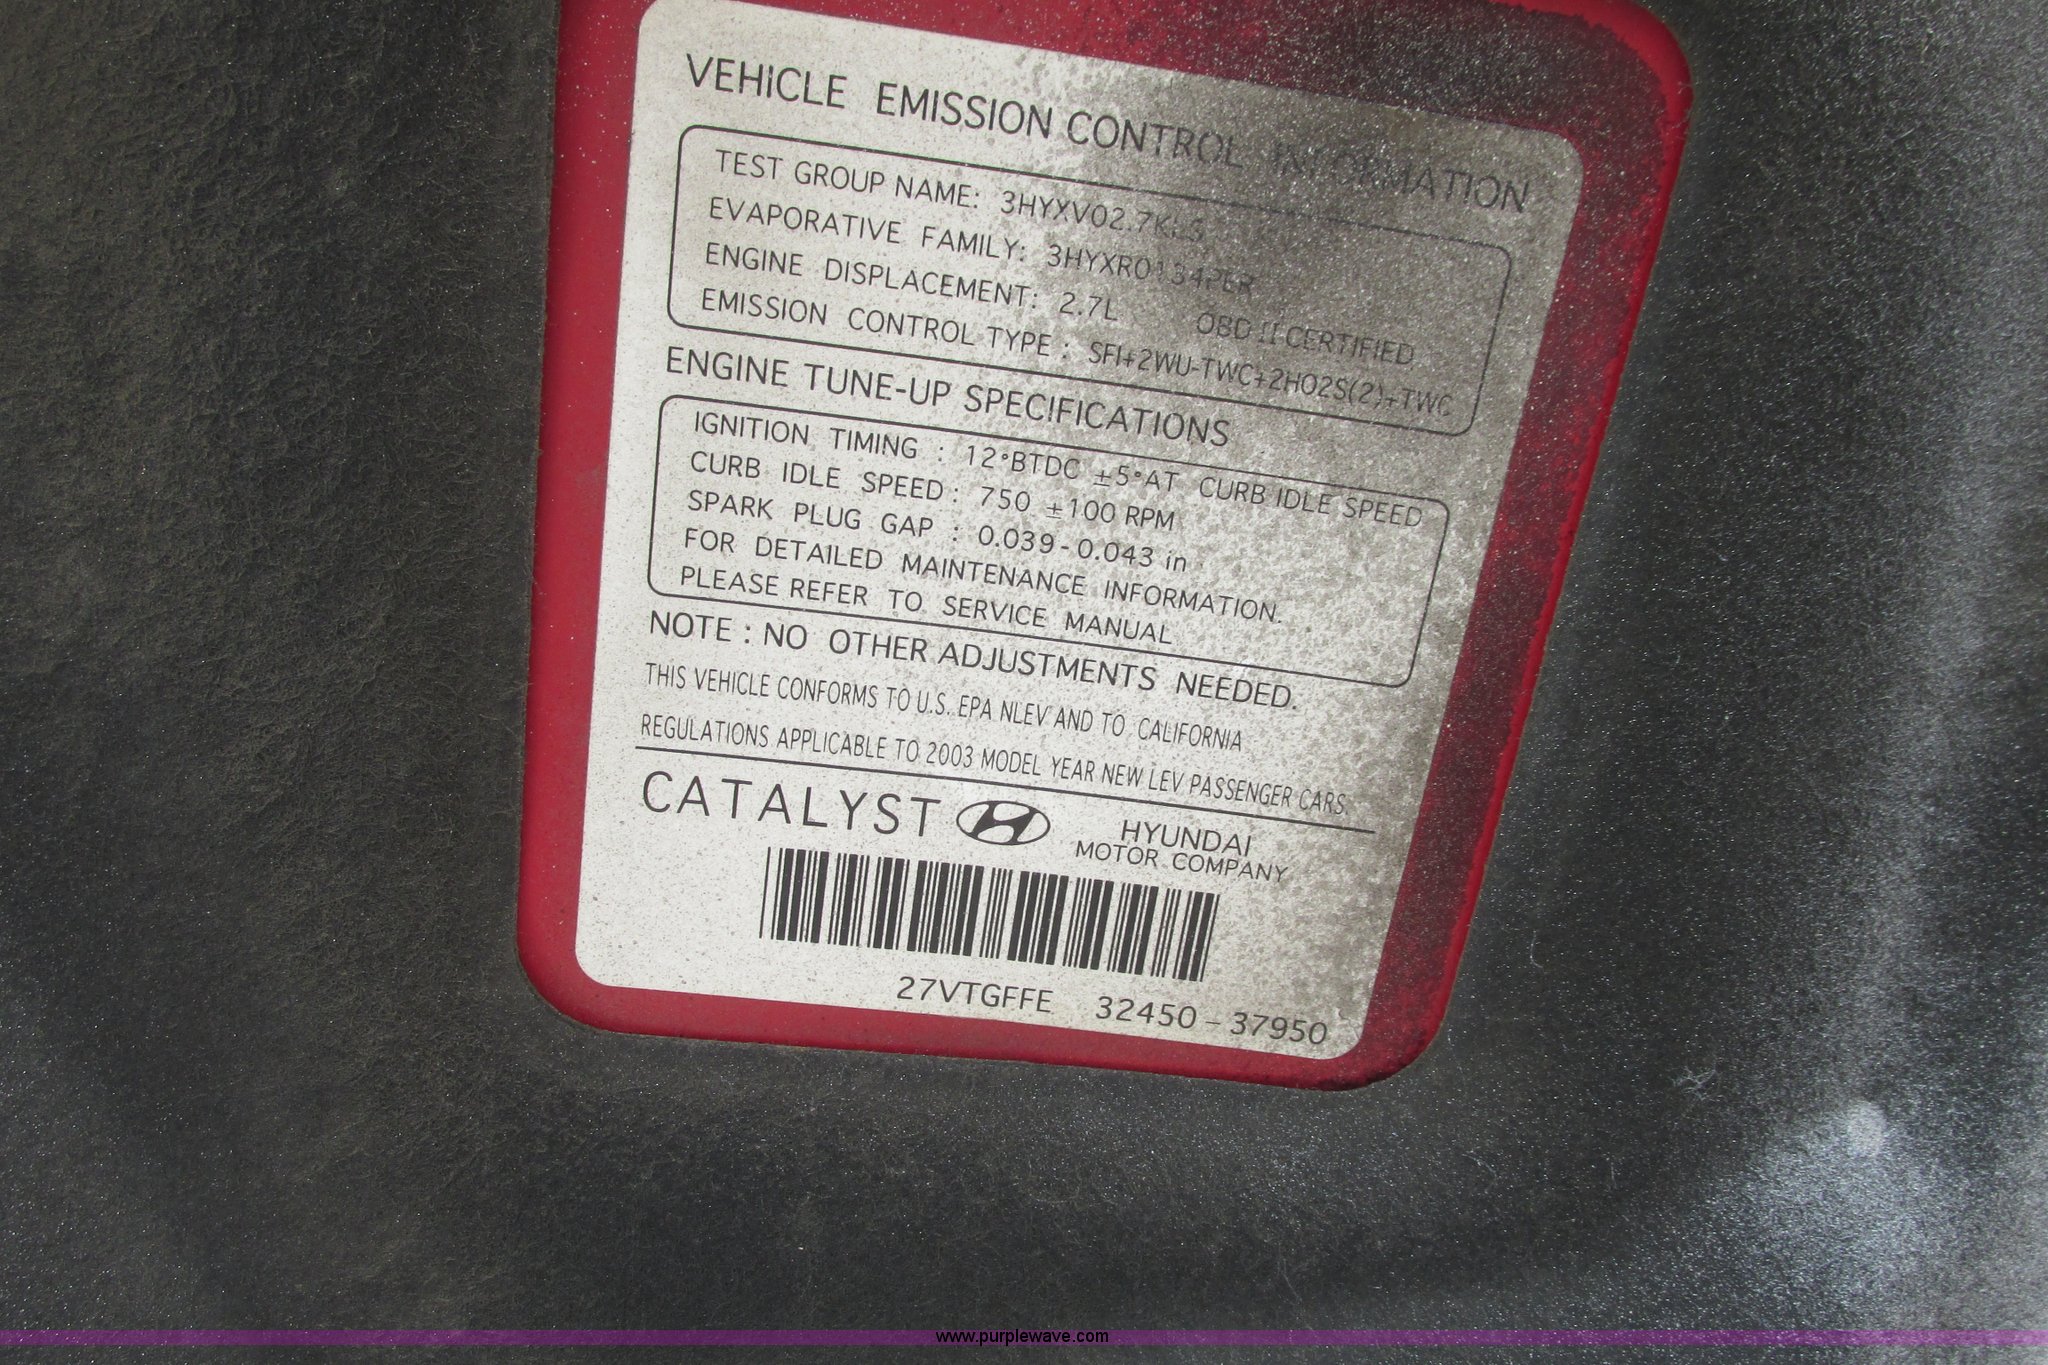 VEHICLE EMISSION CONTROL INFORMATION
TEST GROUP NAME: 3HYXV02.7KLS
EVAPORATIVE FAMILY: 3HYXR0134PER
ENGINE DISPLACEMENT: 2.7L OBD II CERTIFIED
EMISSION CONTROL TYPE : SFI+2WU-TWC+2HO2S(2)+TWC
ENGINE TUNE-UP SPECIFICATIONS
IGNITION TIMING : 12°BTDC ±5°AT CURB IDLE SPEED
CURB IDLE SPEED: 750 ±100 RPM
SPARK PLUG GAP : 0.039-0.043 in
FOR DETAILED MAINTENANCE INFORMATION.
PLEASE REFER TO SERVICE MANUAL
NOTE : NO OTHER ADJUSTMENTS NEEDED.
THIS VEHICLE CONFORMS TO U.S. EPA NLEV AND TO CALIFORNIA
REGULATIONS APPLICABLE TO 2003 MODEL YEAR NEW LEV PASSENGER CARS.
CATALYST HYUNDAI
MOTOR COMPANY
27VTGFFE 32450-37950
www.purplewave.com